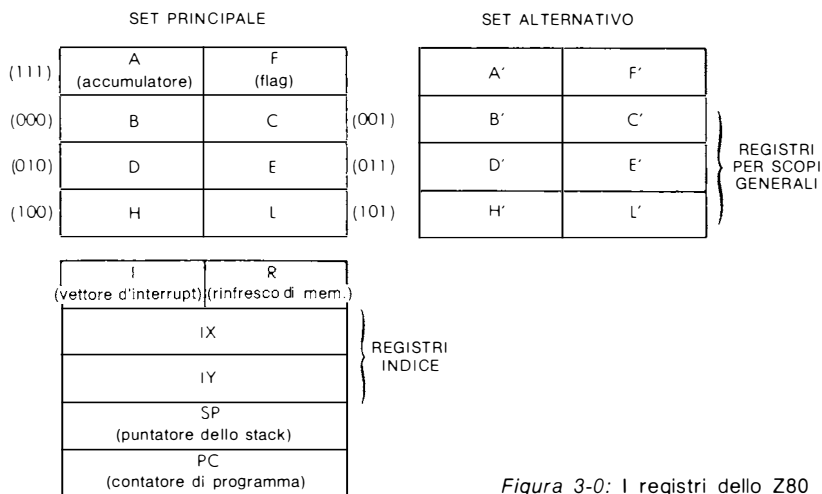 SET PRINCIPALE
SET ALTERNATIVO
(111) A F A′ F′
(accumulatore) (flag)
(000) B C (001) B′ C′
(010) D E (011) D′ E′
(100) H L (101) H′ L′
REGISTRI
PER SCOPI
GENERALI
I R
(vettore d'interrupt) (rinfresco di mem.)
IX
IY
REGISTRI
INDICE
SP
(puntatore dello stack)
PC
(contatore di programma)
Figura 3-0: I registri dello Z80